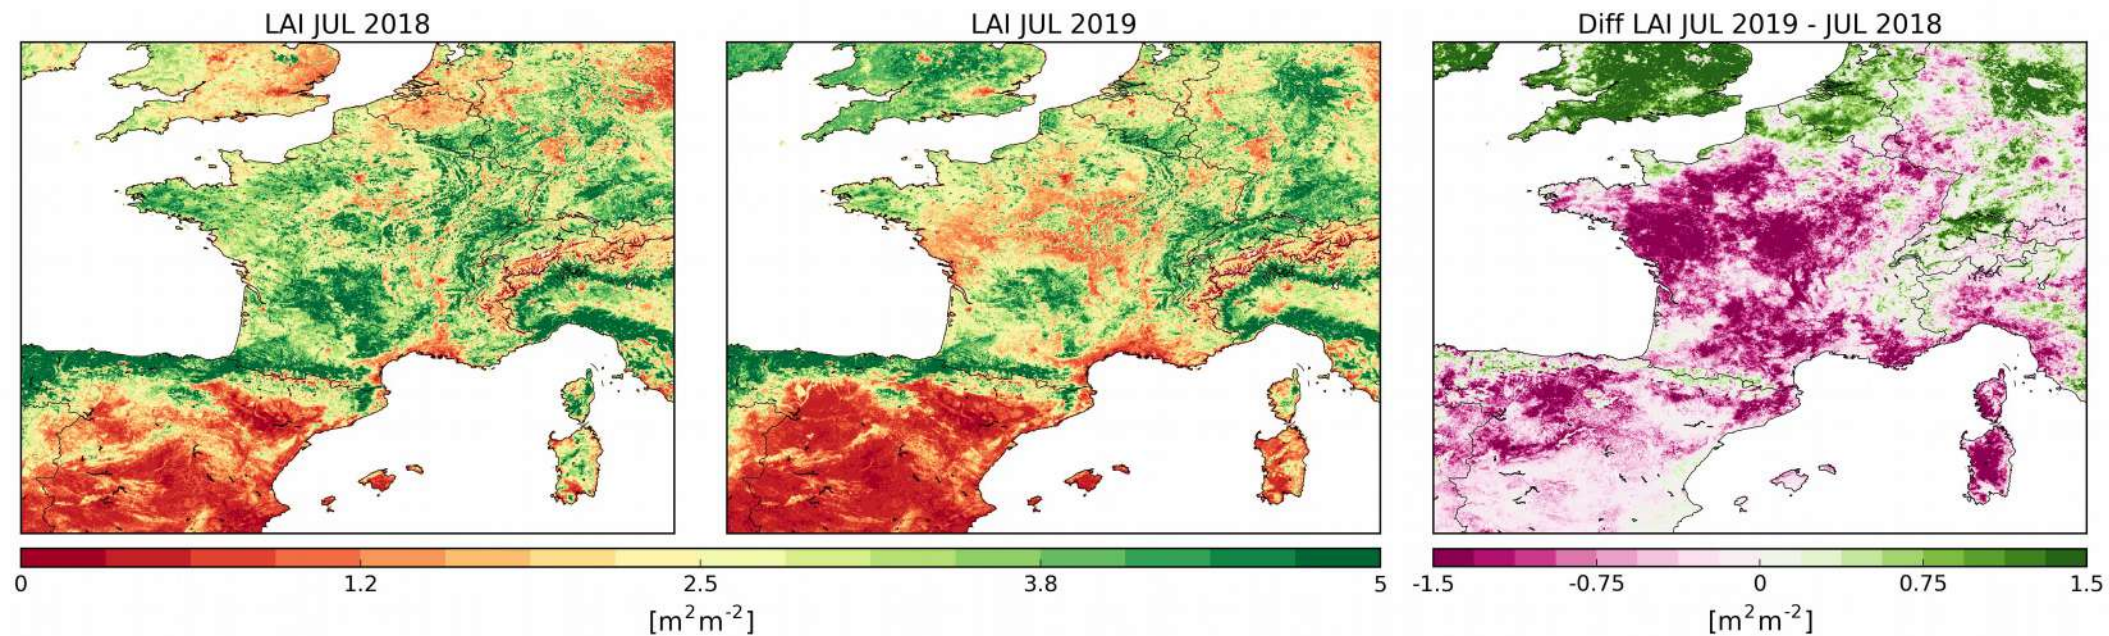 LAI JUL 2018
LAI JUL 2019
Diff LAI JUL 2019 - JUL 2018
0 1.2 2.5 3.8 5
-1.5 -0.75 0 0.75 1.5
[m²m⁻²]
[m²m⁻²]